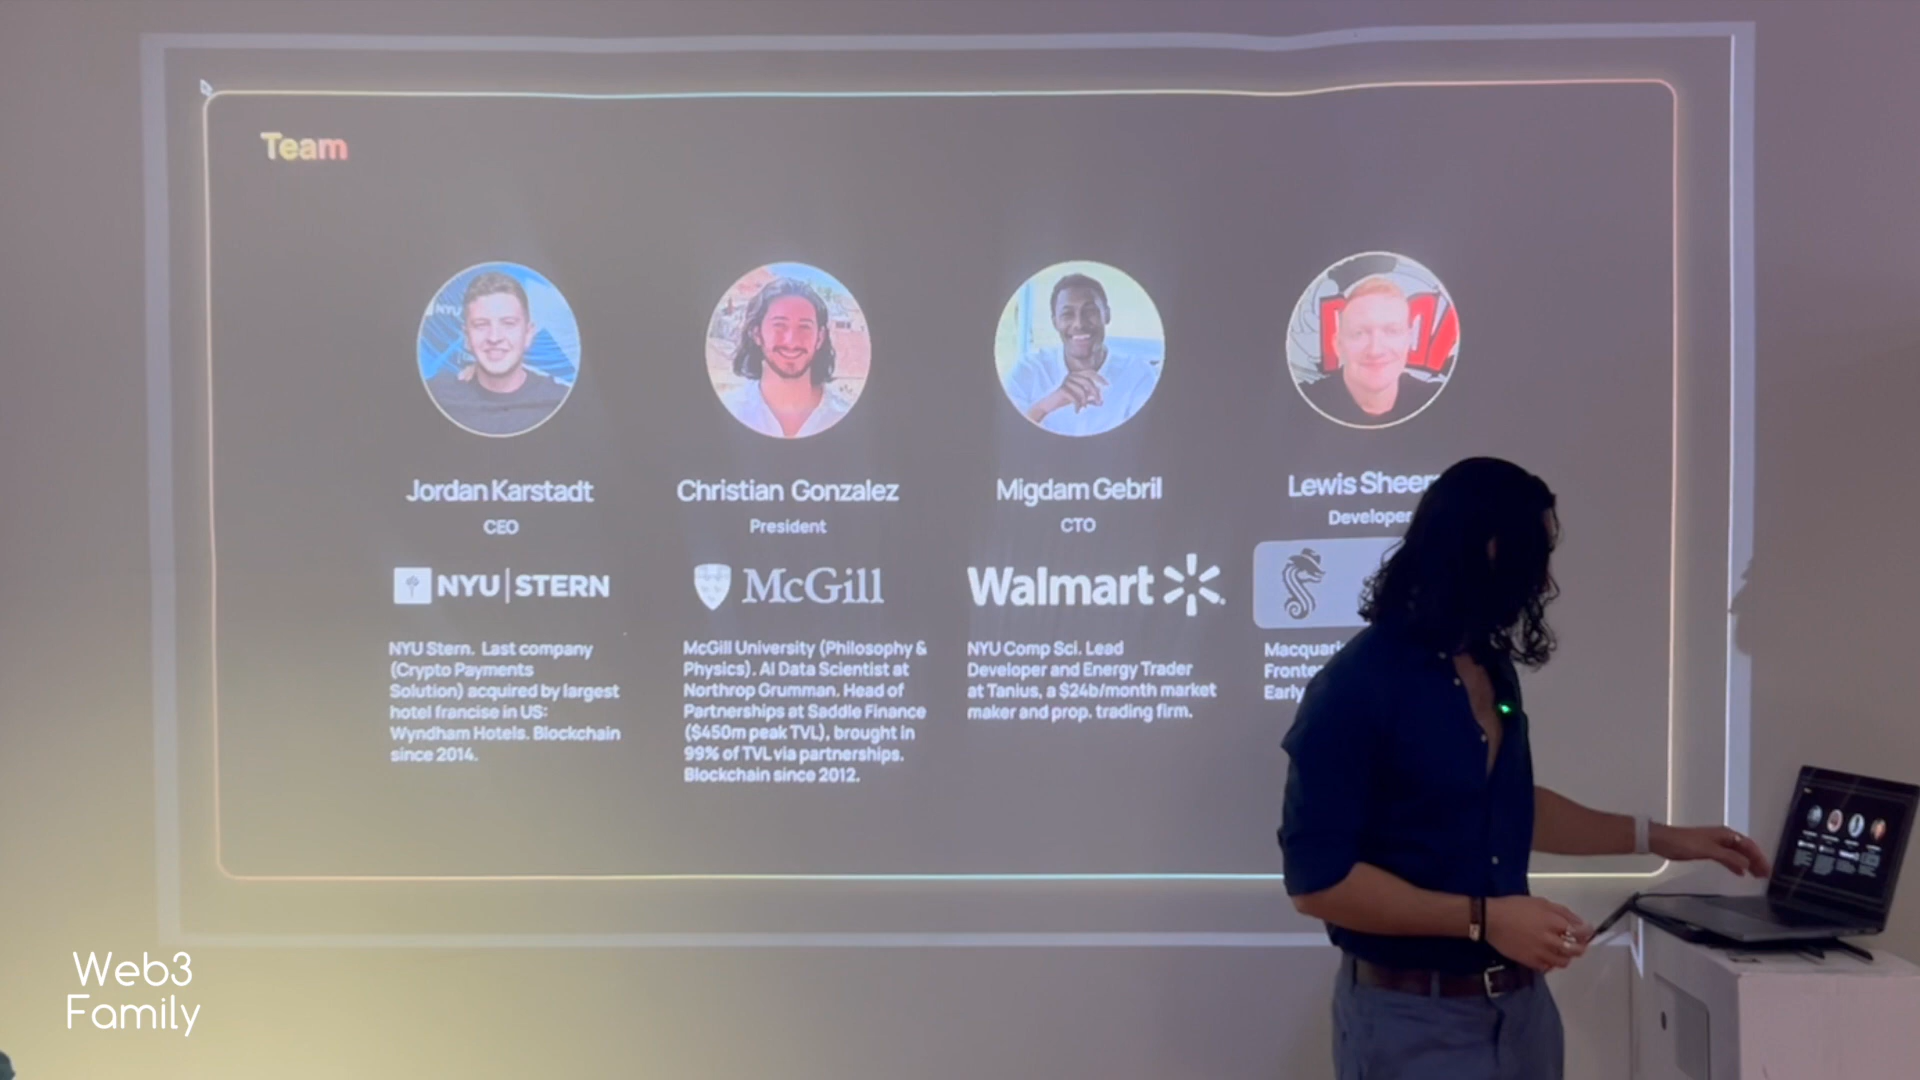 Team
NYU
Jordan Karstadt
CEO
NYU STERN
NYU Stern. Last company
(Crypto Payments
Solution) acquired by largest
hotel francise in US:
Wyndham Hotels. Blockchain
since 2014.
Christian Gonzalez
President
McGill
McGill University (Philosophy &
Physics). AI Data Scientist at
Northrop Grumman. Head of
Partnerships at Saddle Finance
($450m peak TVL), brought in
99% of TVL via partnerships.
Blockchain since 2012.
Migdam Gebril
CTO
Walmart
NYU Comp Sci. Lead
Developer and Energy Trader
at Tanius, a $24b/month market
maker and prop. trading firm.
Lewis
Developer
Early
Web3
Family